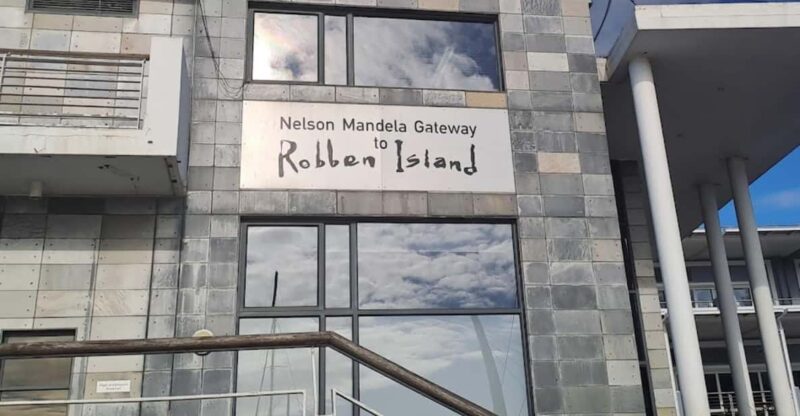 Nelson Mandela Gateway
to
Robben Island